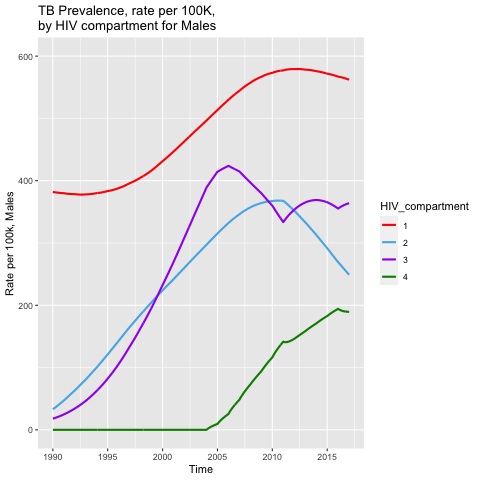 TB Prevalence, rate per 100K,
by HIV compartment for Males
600
400
200
0
Rate per 100k, Males
1990
1995
2000
2005
2010
2015
Time
HIV_compartment
1
2
3
4